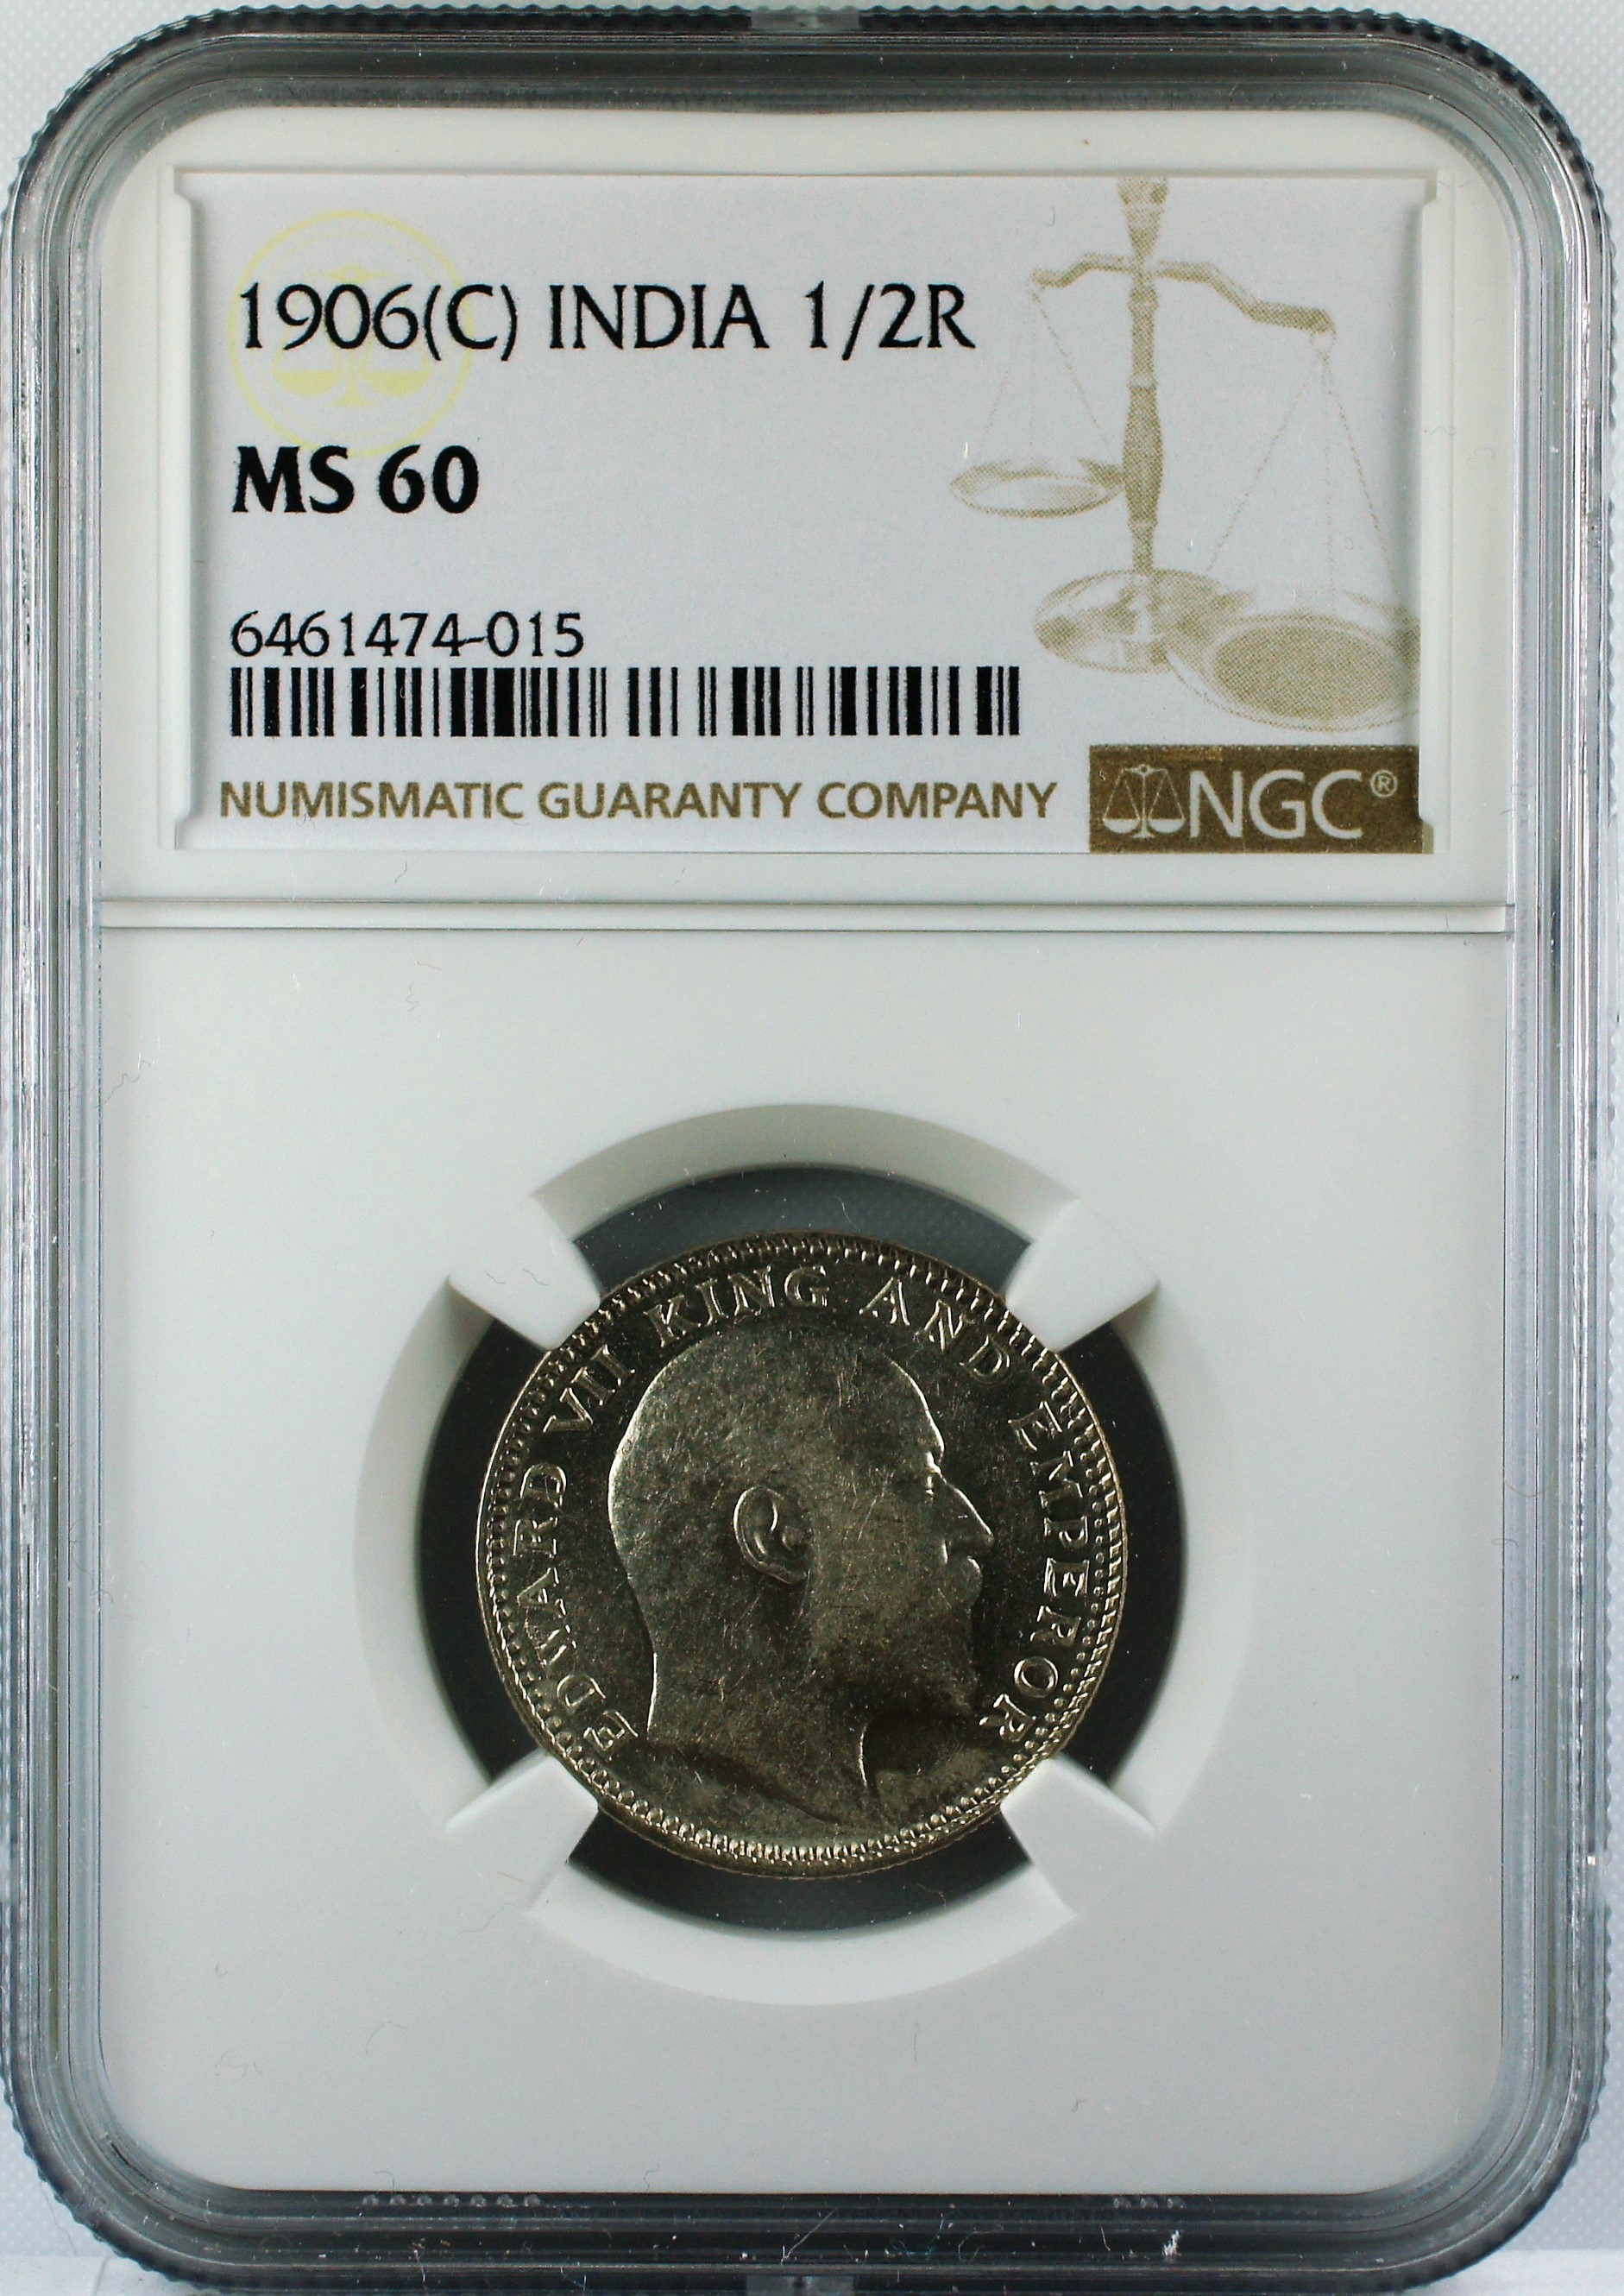 1906(C) INDIA 1/2R
MS 60
6461474-015
NUMISMATIC GUARANTY COMPANY
NGC®
EDWARD VII KING AND EMPEROR